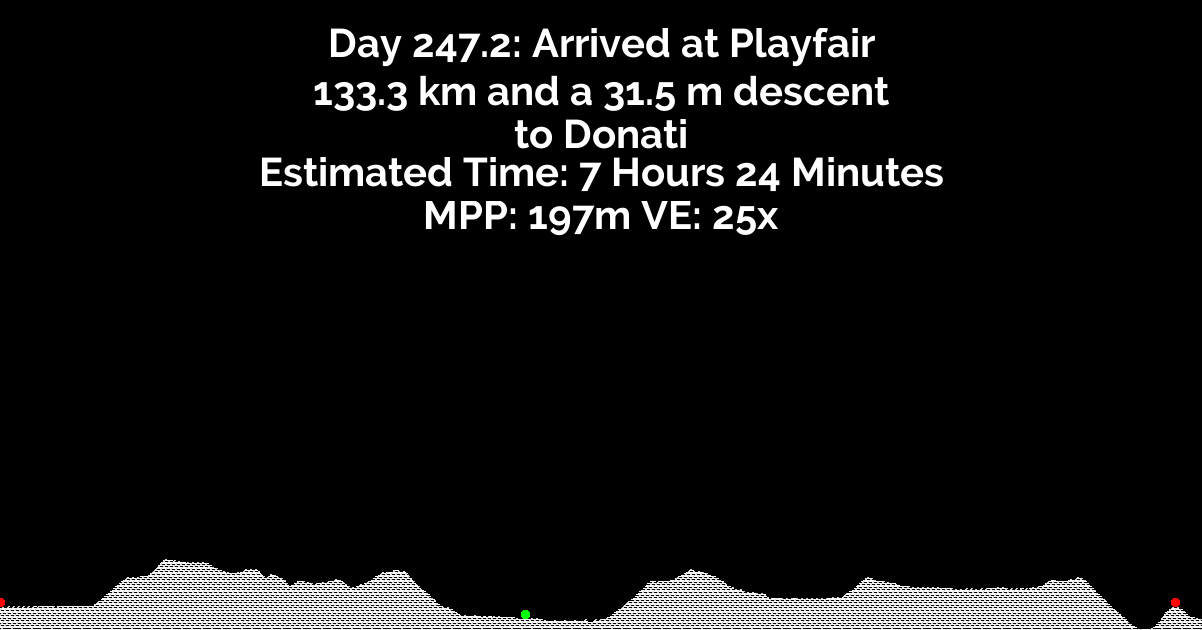 Day 247.2: Arrived at Playfair
133.3 km and a 31.5 m descent
to Donati
Estimated Time: 7 Hours 24 Minutes
MPP: 197m VE: 25x